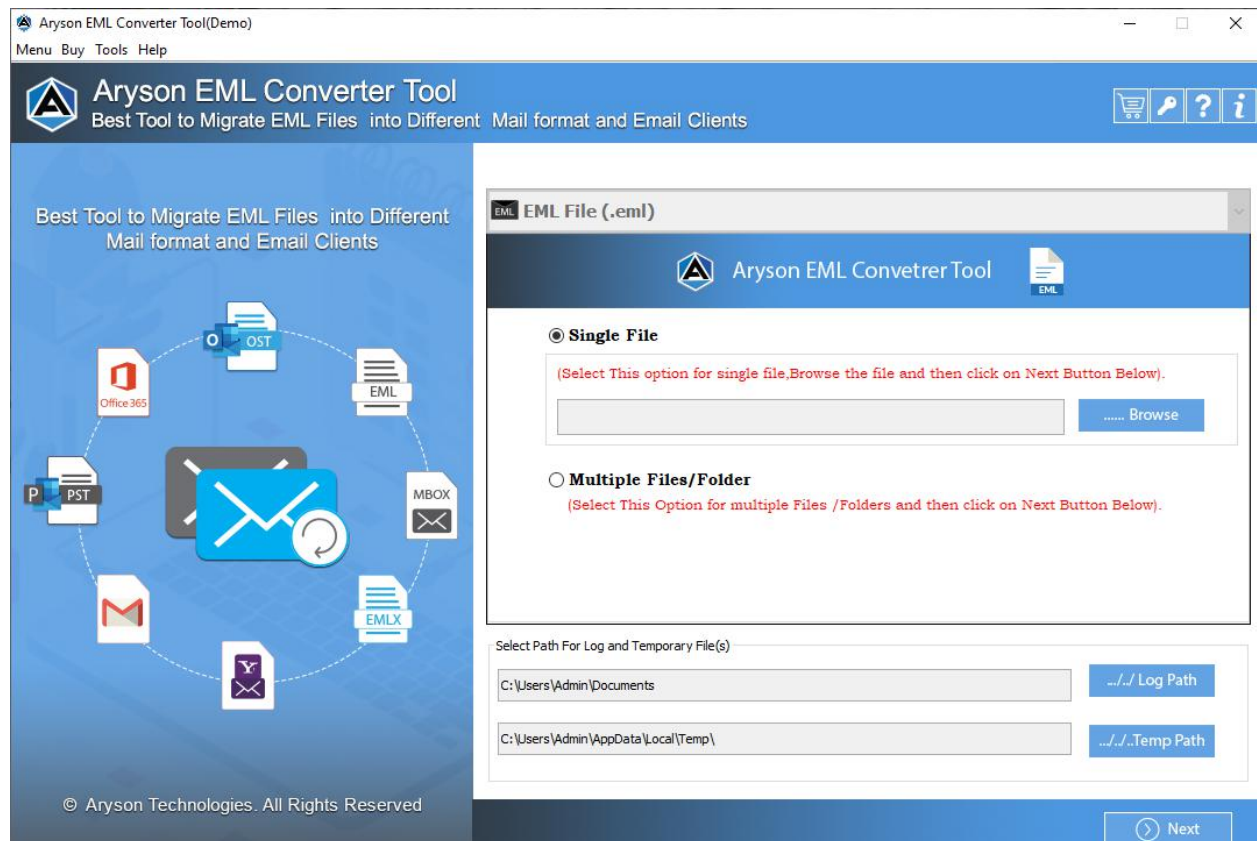 Aryson EML Converter Tool(Demo)
Menu Buy Tools Help
Aryson EML Converter Tool
Best Tool to Migrate EML Files into Different Mail format and Email Clients
Best Tool to Migrate EML Files into Different
Mail format and Email Clients
O OST
Office 365
EML
P PST
MBOX
EMLX
Y
© Aryson Technologies. All Rights Reserved
EML EML File (.eml)
Aryson EML Convetrer Tool
EML
Single File
(Select This option for single file,Browse the file and then click on Next Button Below).
...... Browse
Multiple Files/Folder
(Select This Option for multiple Files /Folders and then click on Next Button Below).
Select Path For Log and Temporary File(s)
C:\Users\Admin\Documents
.../../ Log Path
C:\Users\Admin\AppData\Local\Temp\
.../../..Temp Path
Next